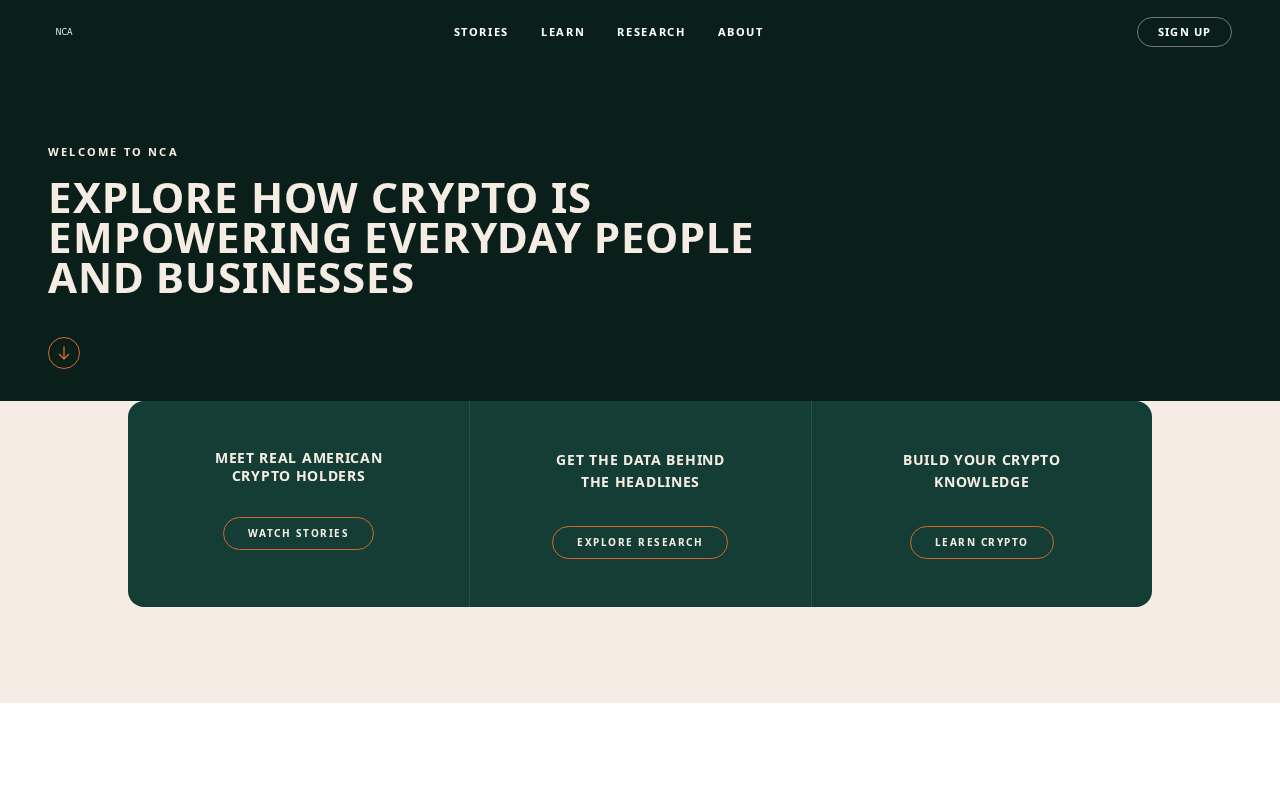 NCA
STORIES
LEARN
RESEARCH
ABOUT
SIGN UP
WELCOME TO NCA
EXPLORE HOW CRYPTO IS
EMPOWERING EVERYDAY PEOPLE
AND BUSINESSES
MEET REAL AMERICAN
CRYPTO HOLDERS
WATCH STORIES
GET THE DATA BEHIND
THE HEADLINES
EXPLORE RESEARCH
BUILD YOUR CRYPTO
KNOWLEDGE
LEARN CRYPTO